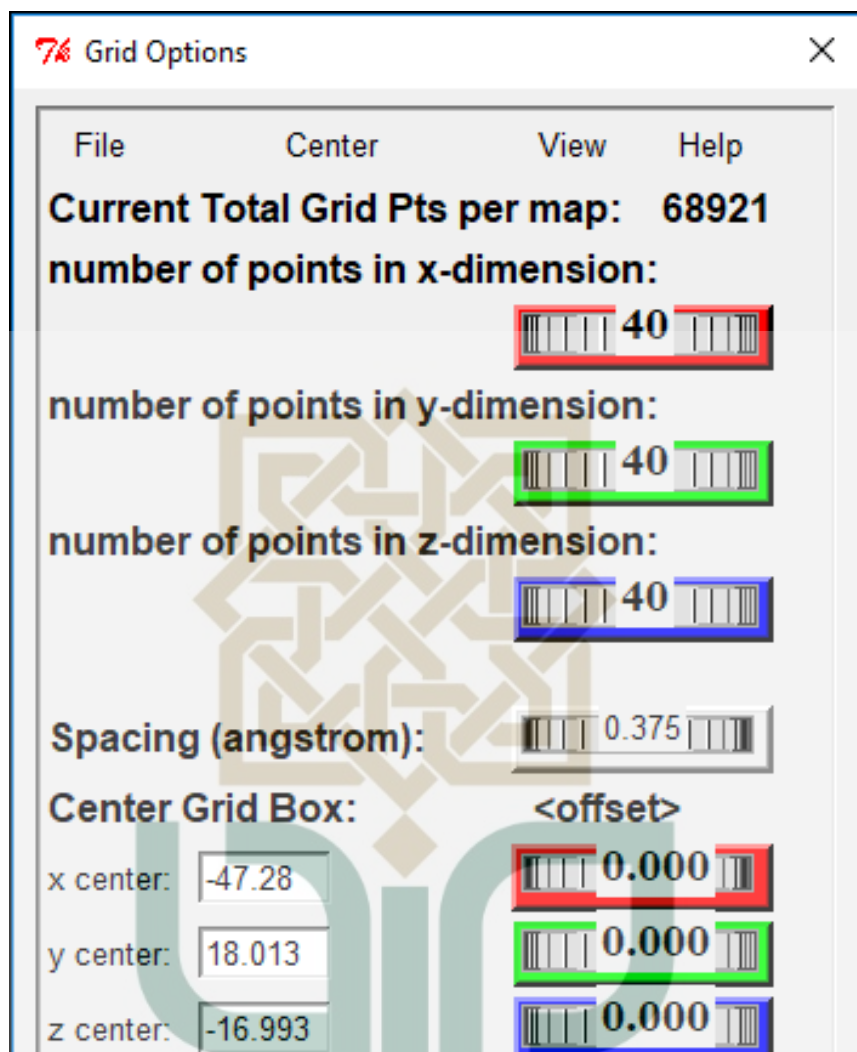 Grid Options
File Center View Help
Current Total Grid Pts per map: 68921
number of points in x-dimension:
40
number of points in y-dimension:
40
number of points in z-dimension:
40
Spacing (angstrom): 0.375
Center Grid Box: <offset>
x center: -47.28 0.000
y center: 18.013 0.000
z center: -16.993 0.000